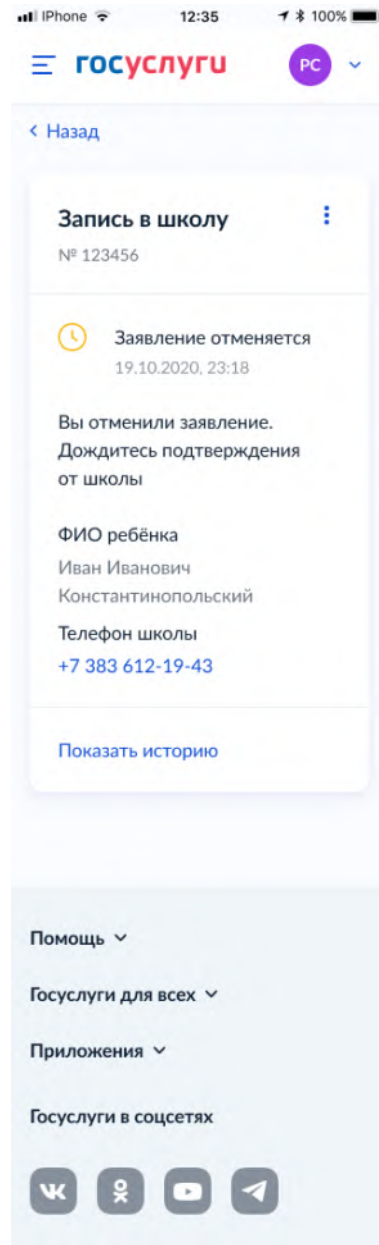 IPhone 12:35 100%
госуслуги РС
Назад
Запись в школу
№ 123456
Заявление отменяется
19.10.2020, 23:18
Вы отменили заявление.
Дождитесь подтверждения
от школы
ФИО ребёнка
Иван Иванович
Константинопольский
Телефон школы
+7 383 612-19-43
Показать историю
Помощь
Госуслуги для всех
Приложения
Госуслуги в соцсетях